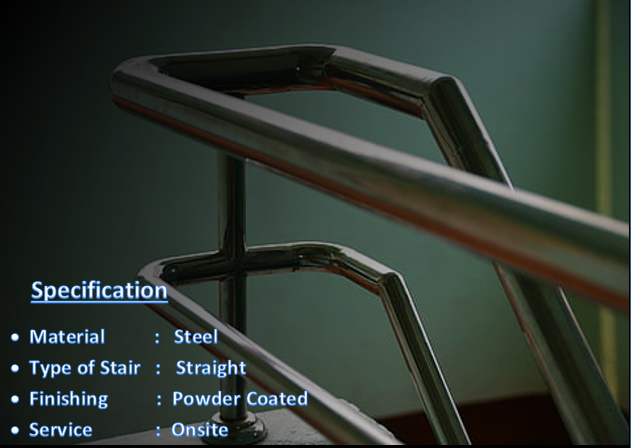 Specification
• Material : Steel
• Type of Stair : Straight
• Finishing : Powder Coated
• Service : Onsite